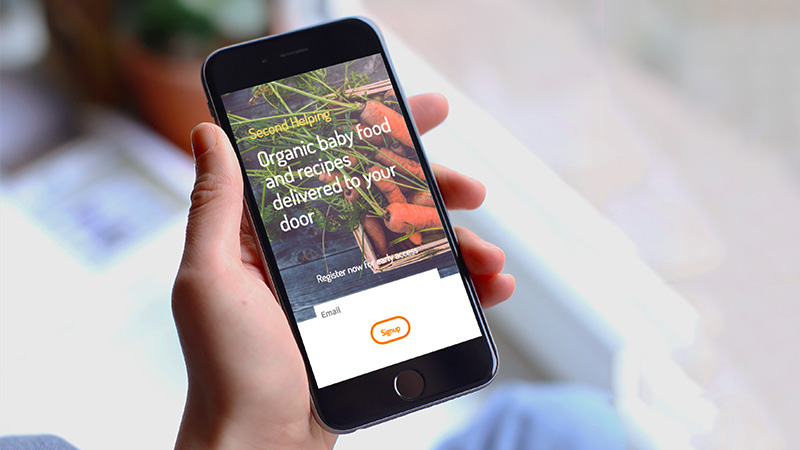 Second Helping
Organic baby food
and recipes
delivered to your
door
Register now for early access
Email
Signup